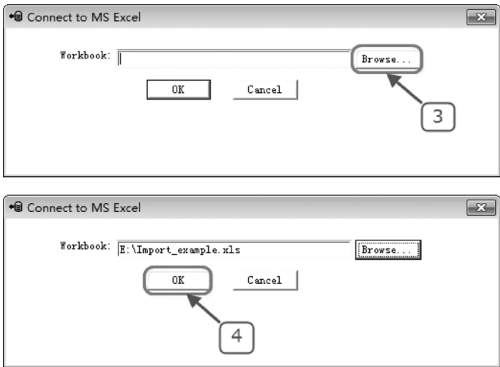 Connect to MS Excel
Workbook: Browse...
OK Cancel
3
Connect to MS Excel
Workbook: E:\Import_example.xls Browse...
OK Cancel
4